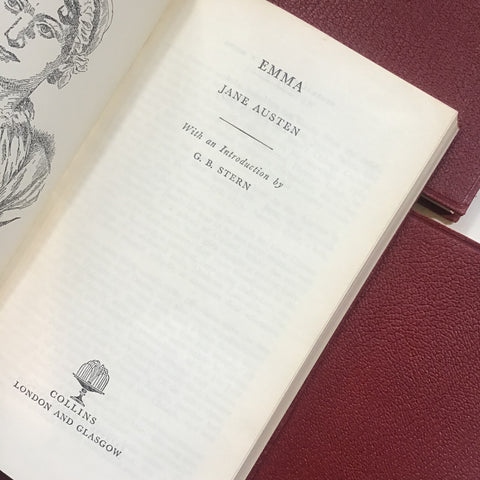 EMMA
JANE AUSTEN
With an Introduction by
G. B. STERN
COLLINS
LONDON AND GLASGOW